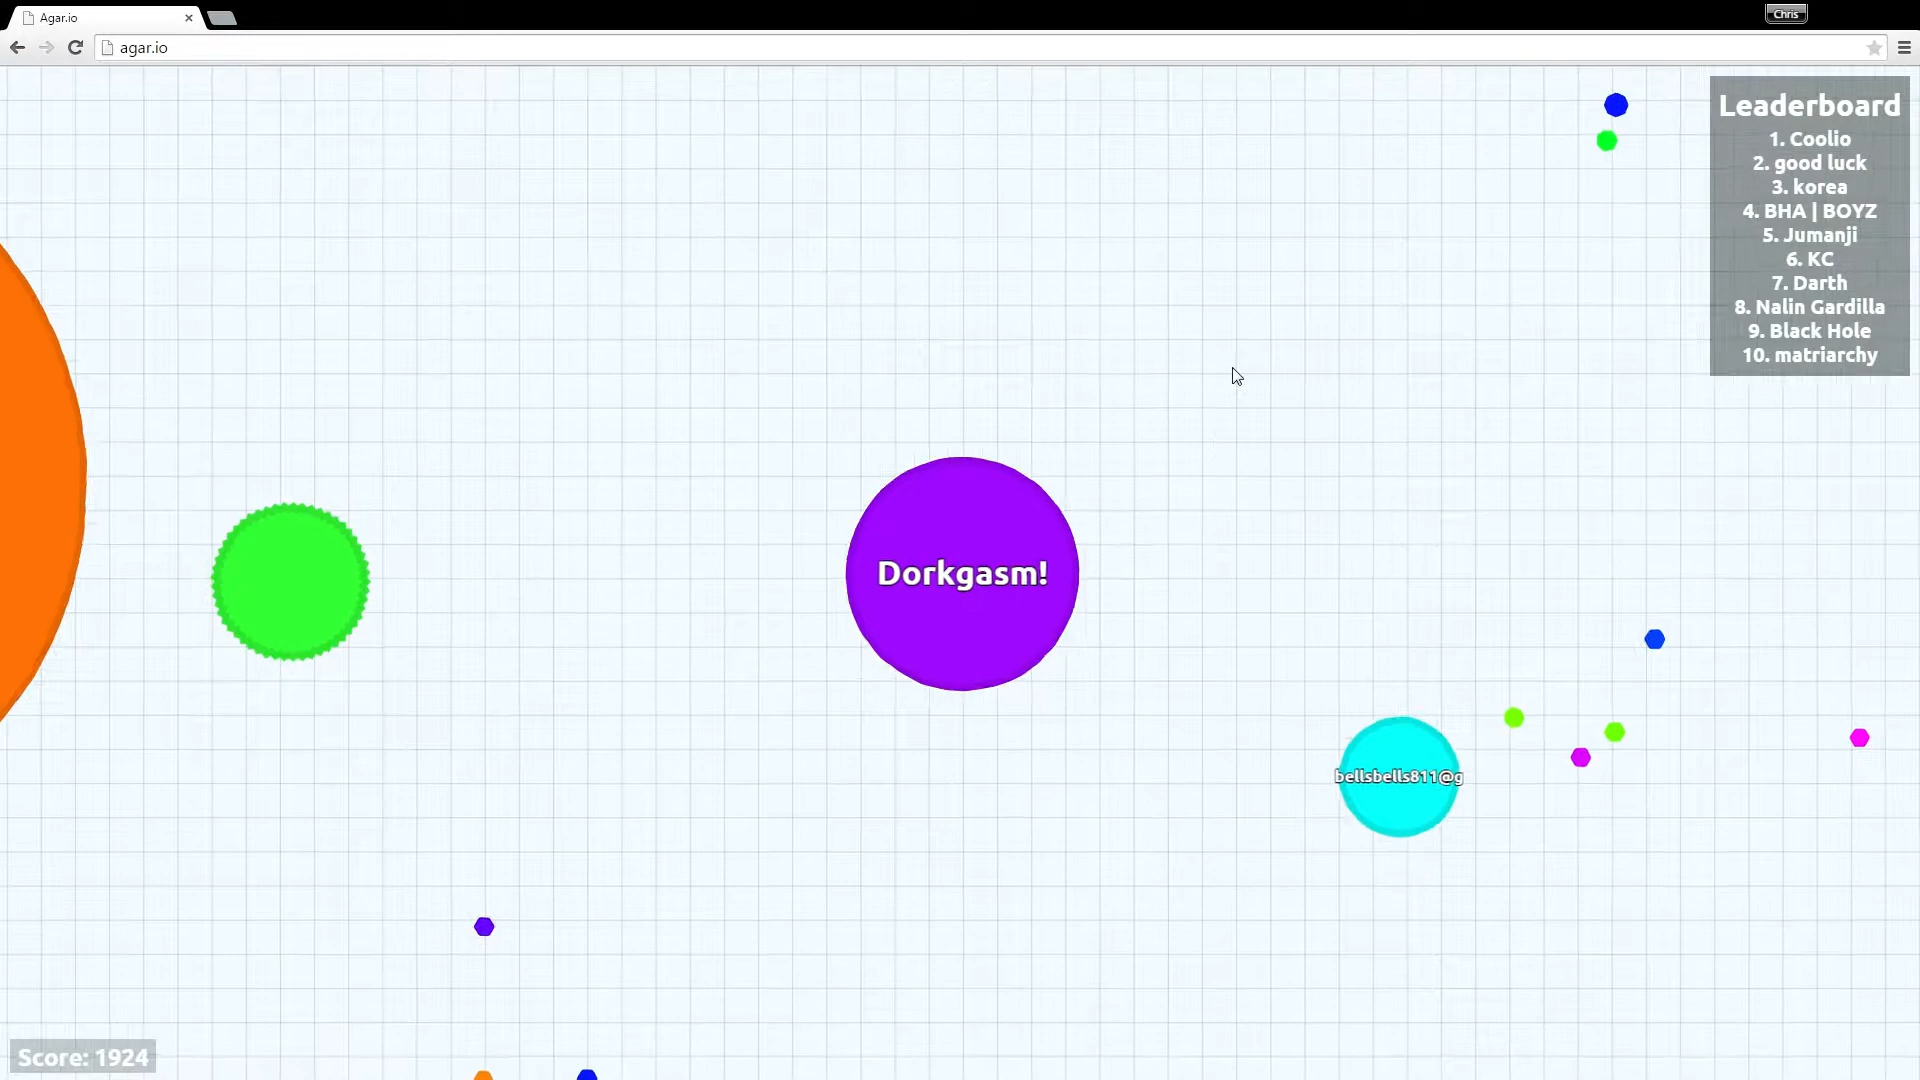 Agar.io
Chris
agar.io
Leaderboard
1. Coolio
2. good luck
3. korea
4. BHA | BOYZ
5. Jumanji
6. KC
7. Darth
8. Nalin Gardilla
9. Black Hole
10. matriarchy
Dorkgasm!
bellsbells811@g
Score: 1924